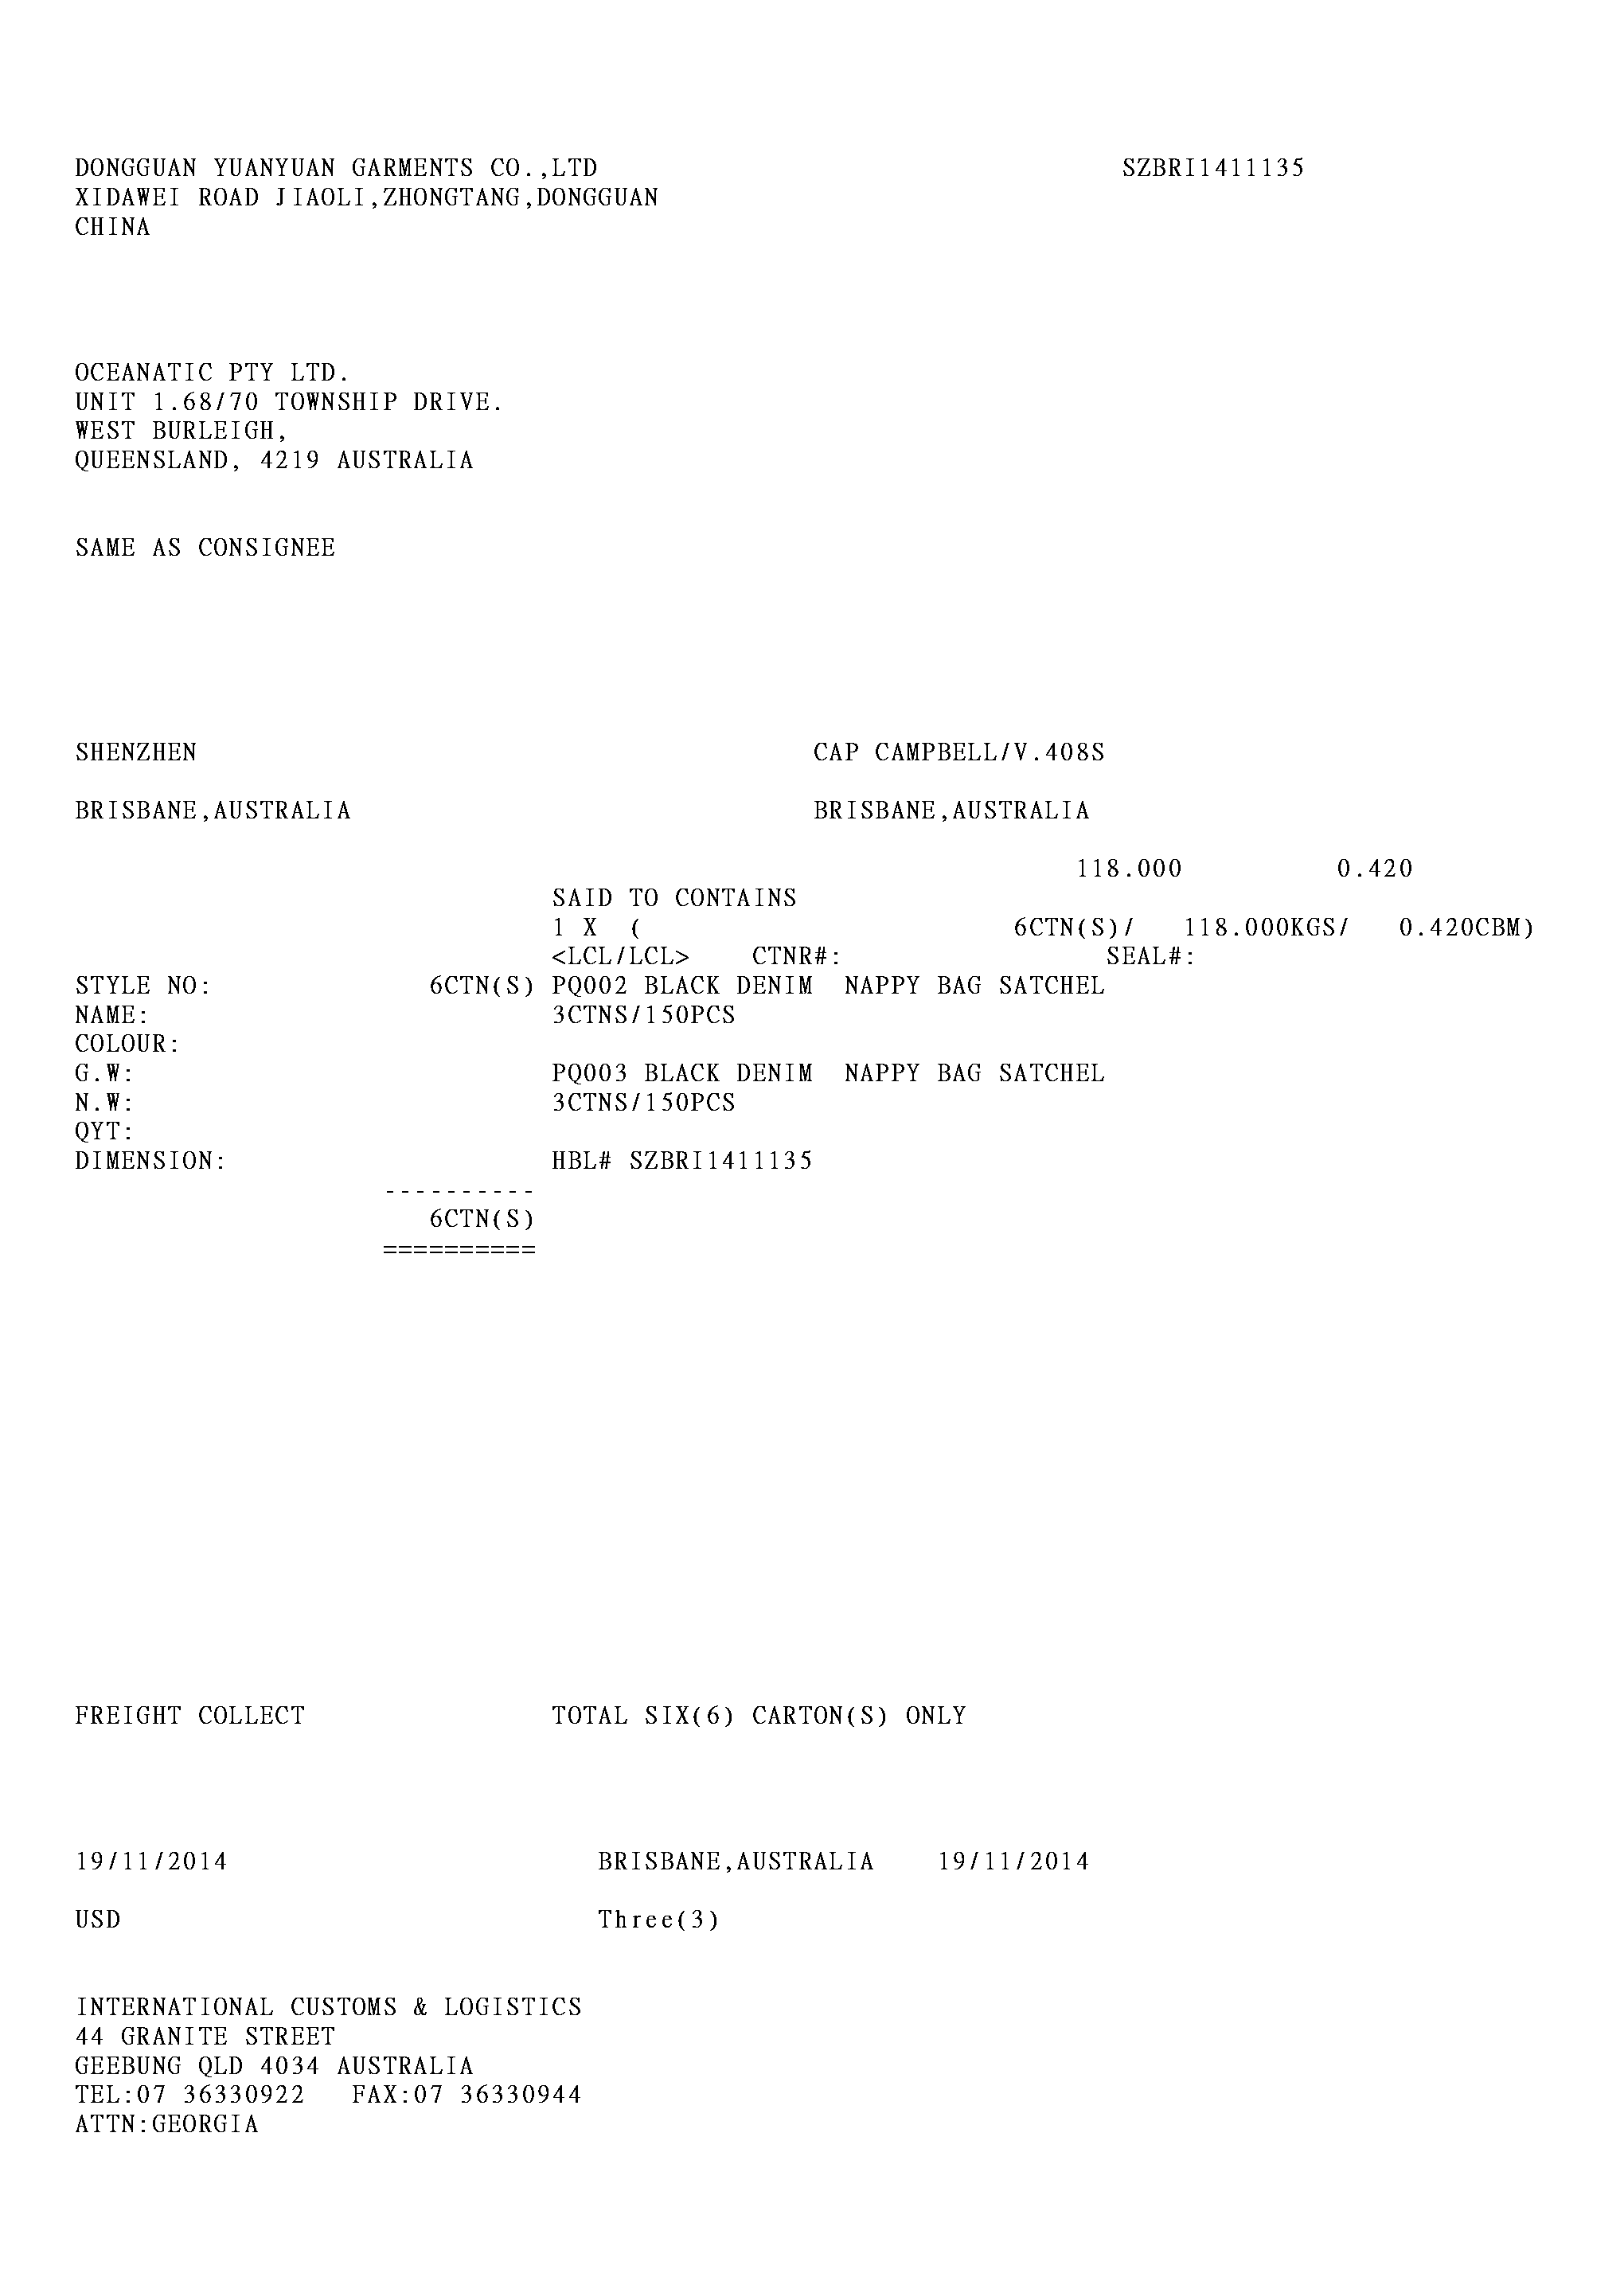 DONGGUAN YUANYUAN GARMENTS CO.,LTD SZBRI1411135
XIDAWEI ROAD JIAOLI,ZHONGTANG,DONGGUAN
CHINA
OCEANATIC PTY LTD.
UNIT 1.68/70 TOWNSHIP DRIVE.
WEST BURLEIGH,
QUEENSLAND, 4219 AUSTRALIA
SAME AS CONSIGNEE
SHENZHEN CAP CAMPBELL/V.408S
BRISBANE,AUSTRALIA BRISBANE,AUSTRALIA
118.000 0.420
SAID TO CONTAINS
1 X ( 6CTN(S)/ 118.000KGS/ 0.420CBM)
<LCL/LCL> CTNR#: SEAL#:
STYLE NO: 6CTN(S) PQ002 BLACK DENIM NAPPY BAG SATCHEL
NAME: 3CTNS/150PCS
COLOUR:
G.W: PQ003 BLACK DENIM NAPPY BAG SATCHEL
N.W: 3CTNS/150PCS
QYT:
DIMENSION: HBL# SZBRI1411135
----------
6CTN(S)
==========
FREIGHT COLLECT TOTAL SIX(6) CARTON(S) ONLY
19/11/2014 BRISBANE,AUSTRALIA 19/11/2014
USD Three(3)
INTERNATIONAL CUSTOMS & LOGISTICS
44 GRANITE STREET
GEEBUNG QLD 4034 AUSTRALIA
TEL:07 36330922 FAX:07 36330944
ATTN:GEORGIA